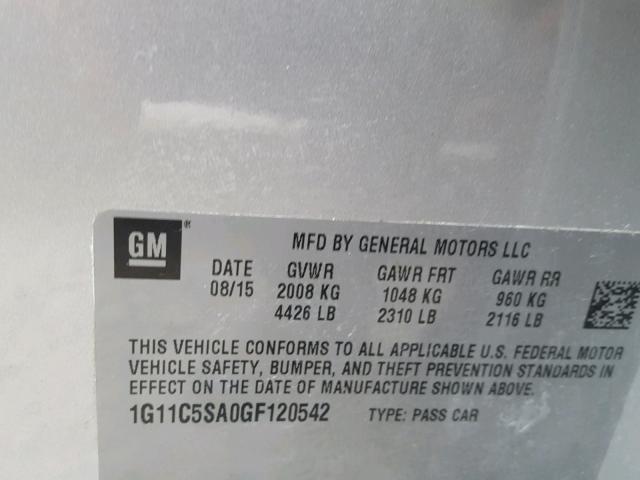 GM®
MFD BY GENERAL MOTORS LLC
DATE GVWR GAWR FRT GAWR RR
08/15 2008 KG 1048 KG 960 KG
4426 LB 2310 LB 2116 LB
THIS VEHICLE CONFORMS TO ALL APPLICABLE U.S. FEDERAL MOTOR
VEHICLE SAFETY, BUMPER, AND THEFT PREVENTION STANDARDS IN
EFFECT ON THE DATE OF MANUFACTURE SHOWN ABOVE.
1G11C5SA0GF120542 TYPE: PASS CAR